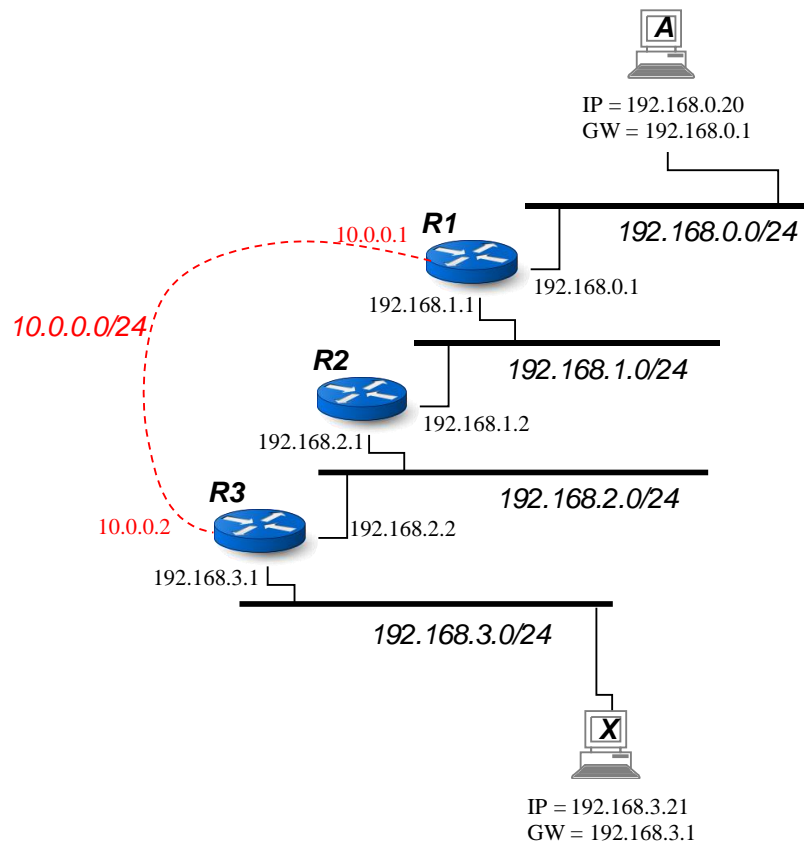 A
IP = 192.168.0.20
GW = 192.168.0.1
R1
10.0.0.1
192.168.0.0/24
192.168.0.1
192.168.1.1
10.0.0.0/24
R2
192.168.1.0/24
192.168.1.2
192.168.2.1
R3
192.168.2.0/24
10.0.0.2
192.168.2.2
192.168.3.1
192.168.3.0/24
X
IP = 192.168.3.21
GW = 192.168.3.1